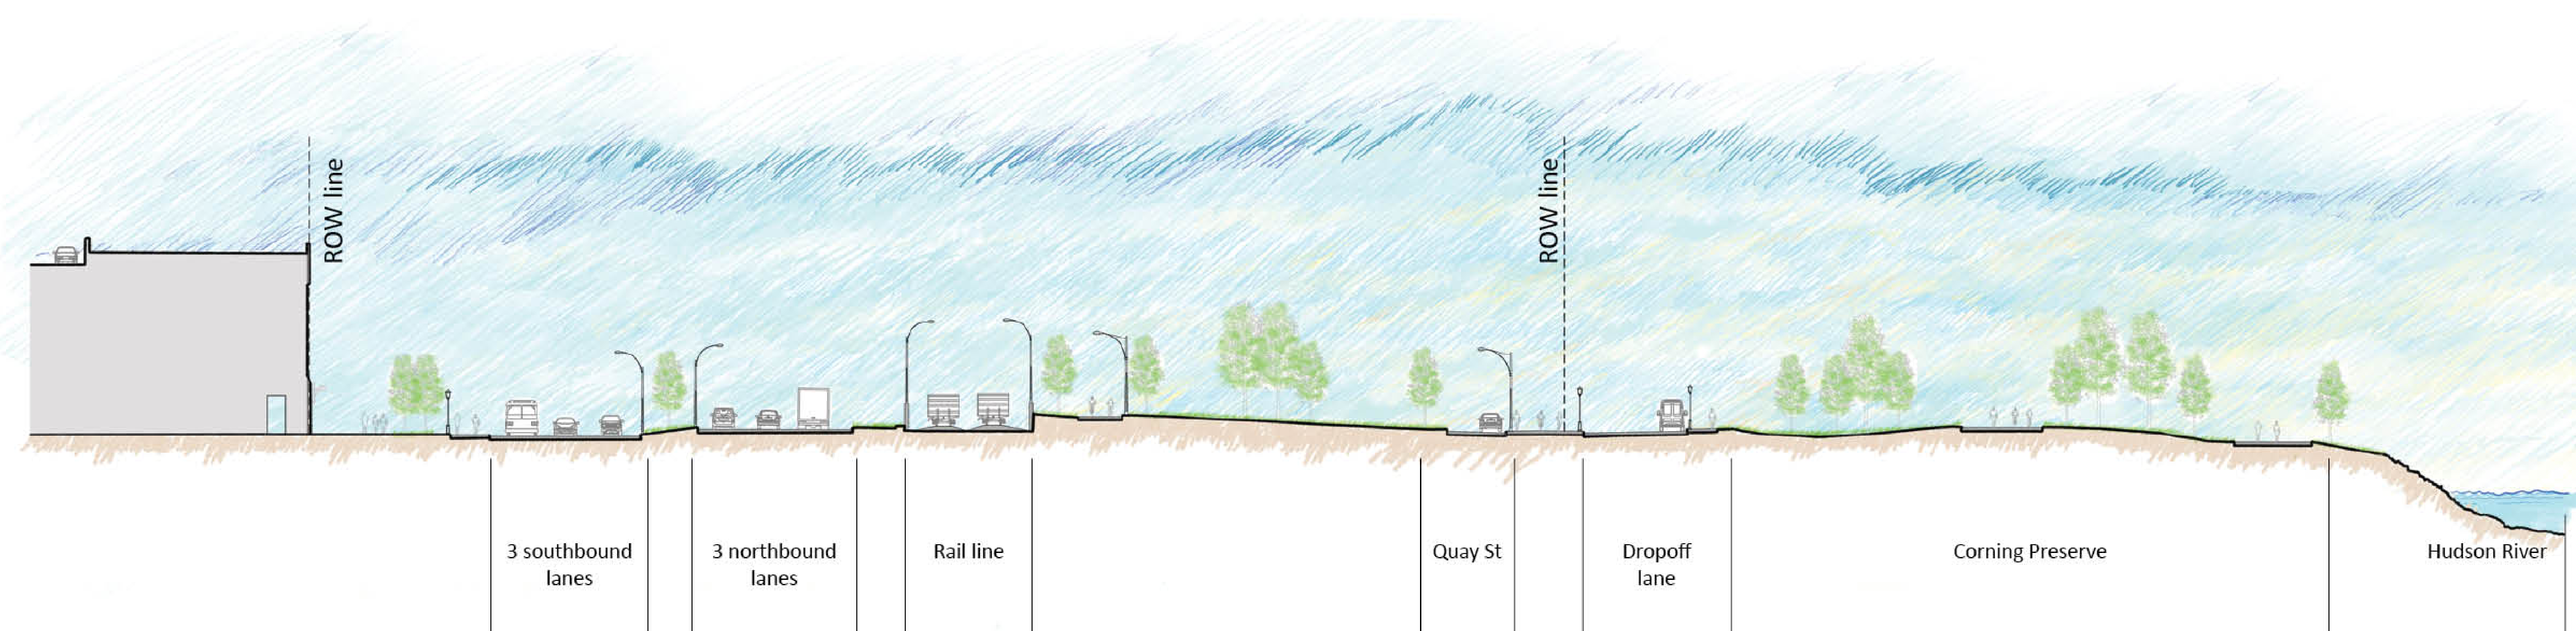 ROW line
ROW line
3 southbound
lanes
3 northbound
lanes
Rail line
Quay St
Dropoff
lane
Corning Preserve
Hudson River